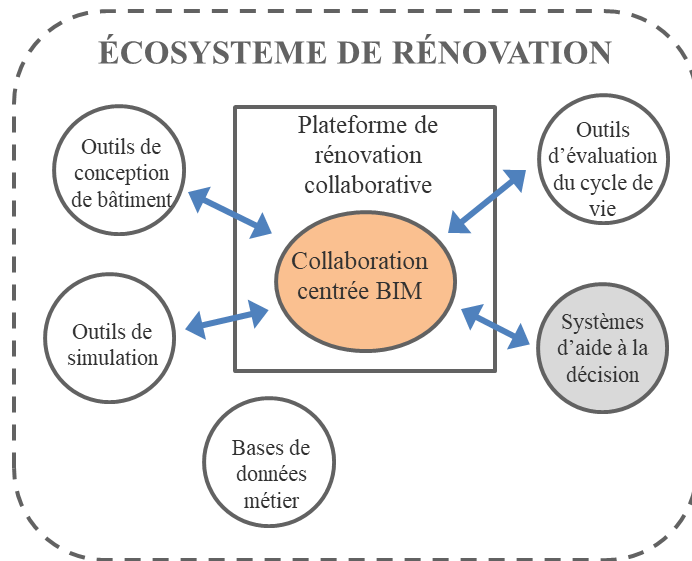 ÉCOSYSTEME DE RÉNOVATION
Plateforme de
rénovation
collaborative
Outils de
conception
de bâtiment
Outils
d’évaluation
du cycle de
vie
Collaboration
centrée BIM
Outils de
simulation
Systèmes
d’aide à la
décision
Bases de
données
métier